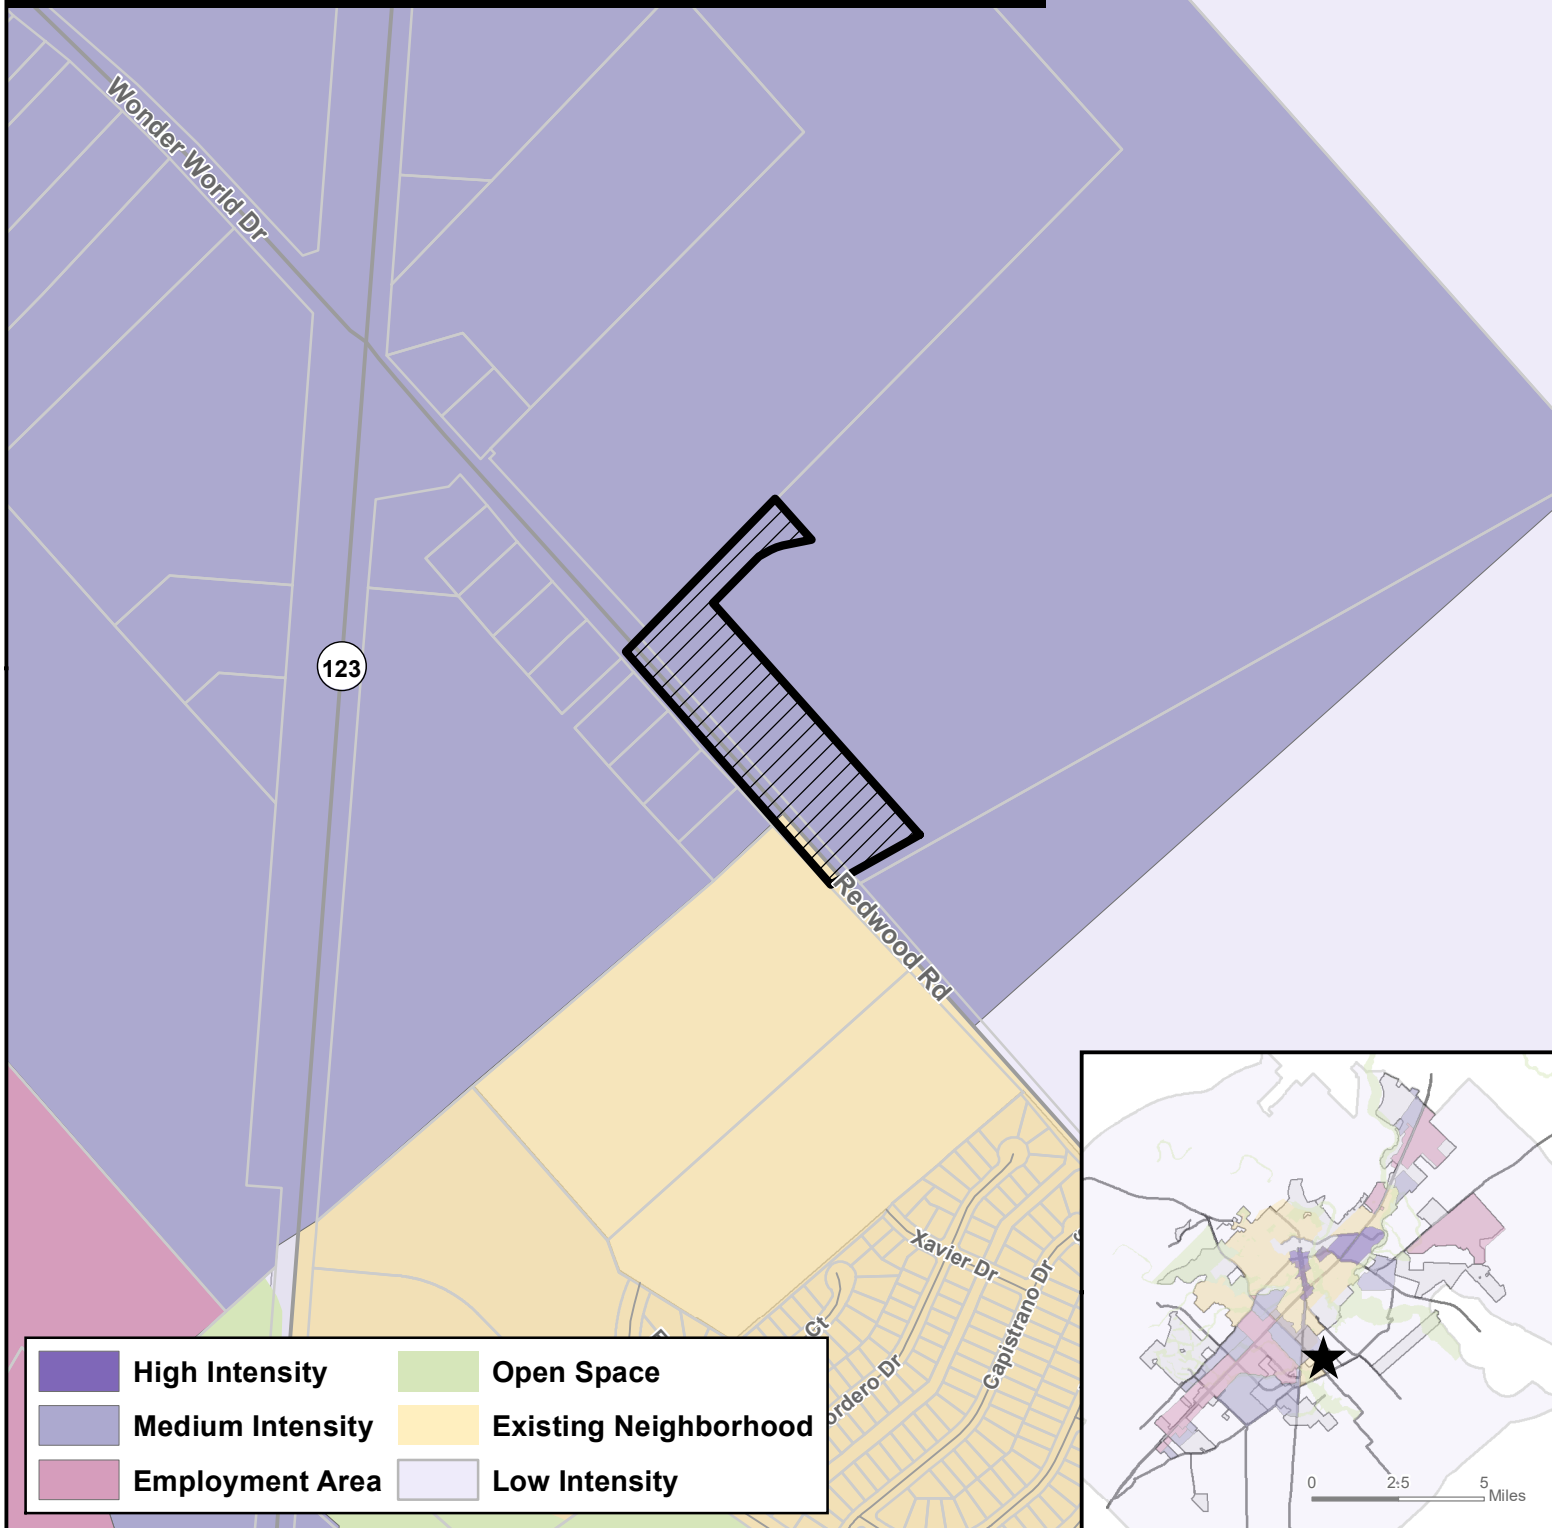 Wonder World Dr
123
Redwood Rd
Xavier Dr
Capistrano Dr
Ct
ordero Dr
High Intensity
Medium Intensity
Employment Area
Open Space
Existing Neighborhood
Low Intensity
0 2.5 5
Miles